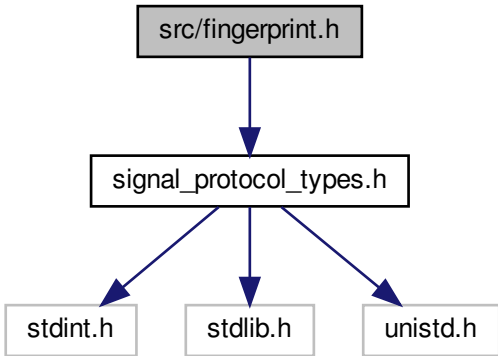 src/fingerprint.h
signal_protocol_types.h
stdint.h
stdlib.h
unistd.h